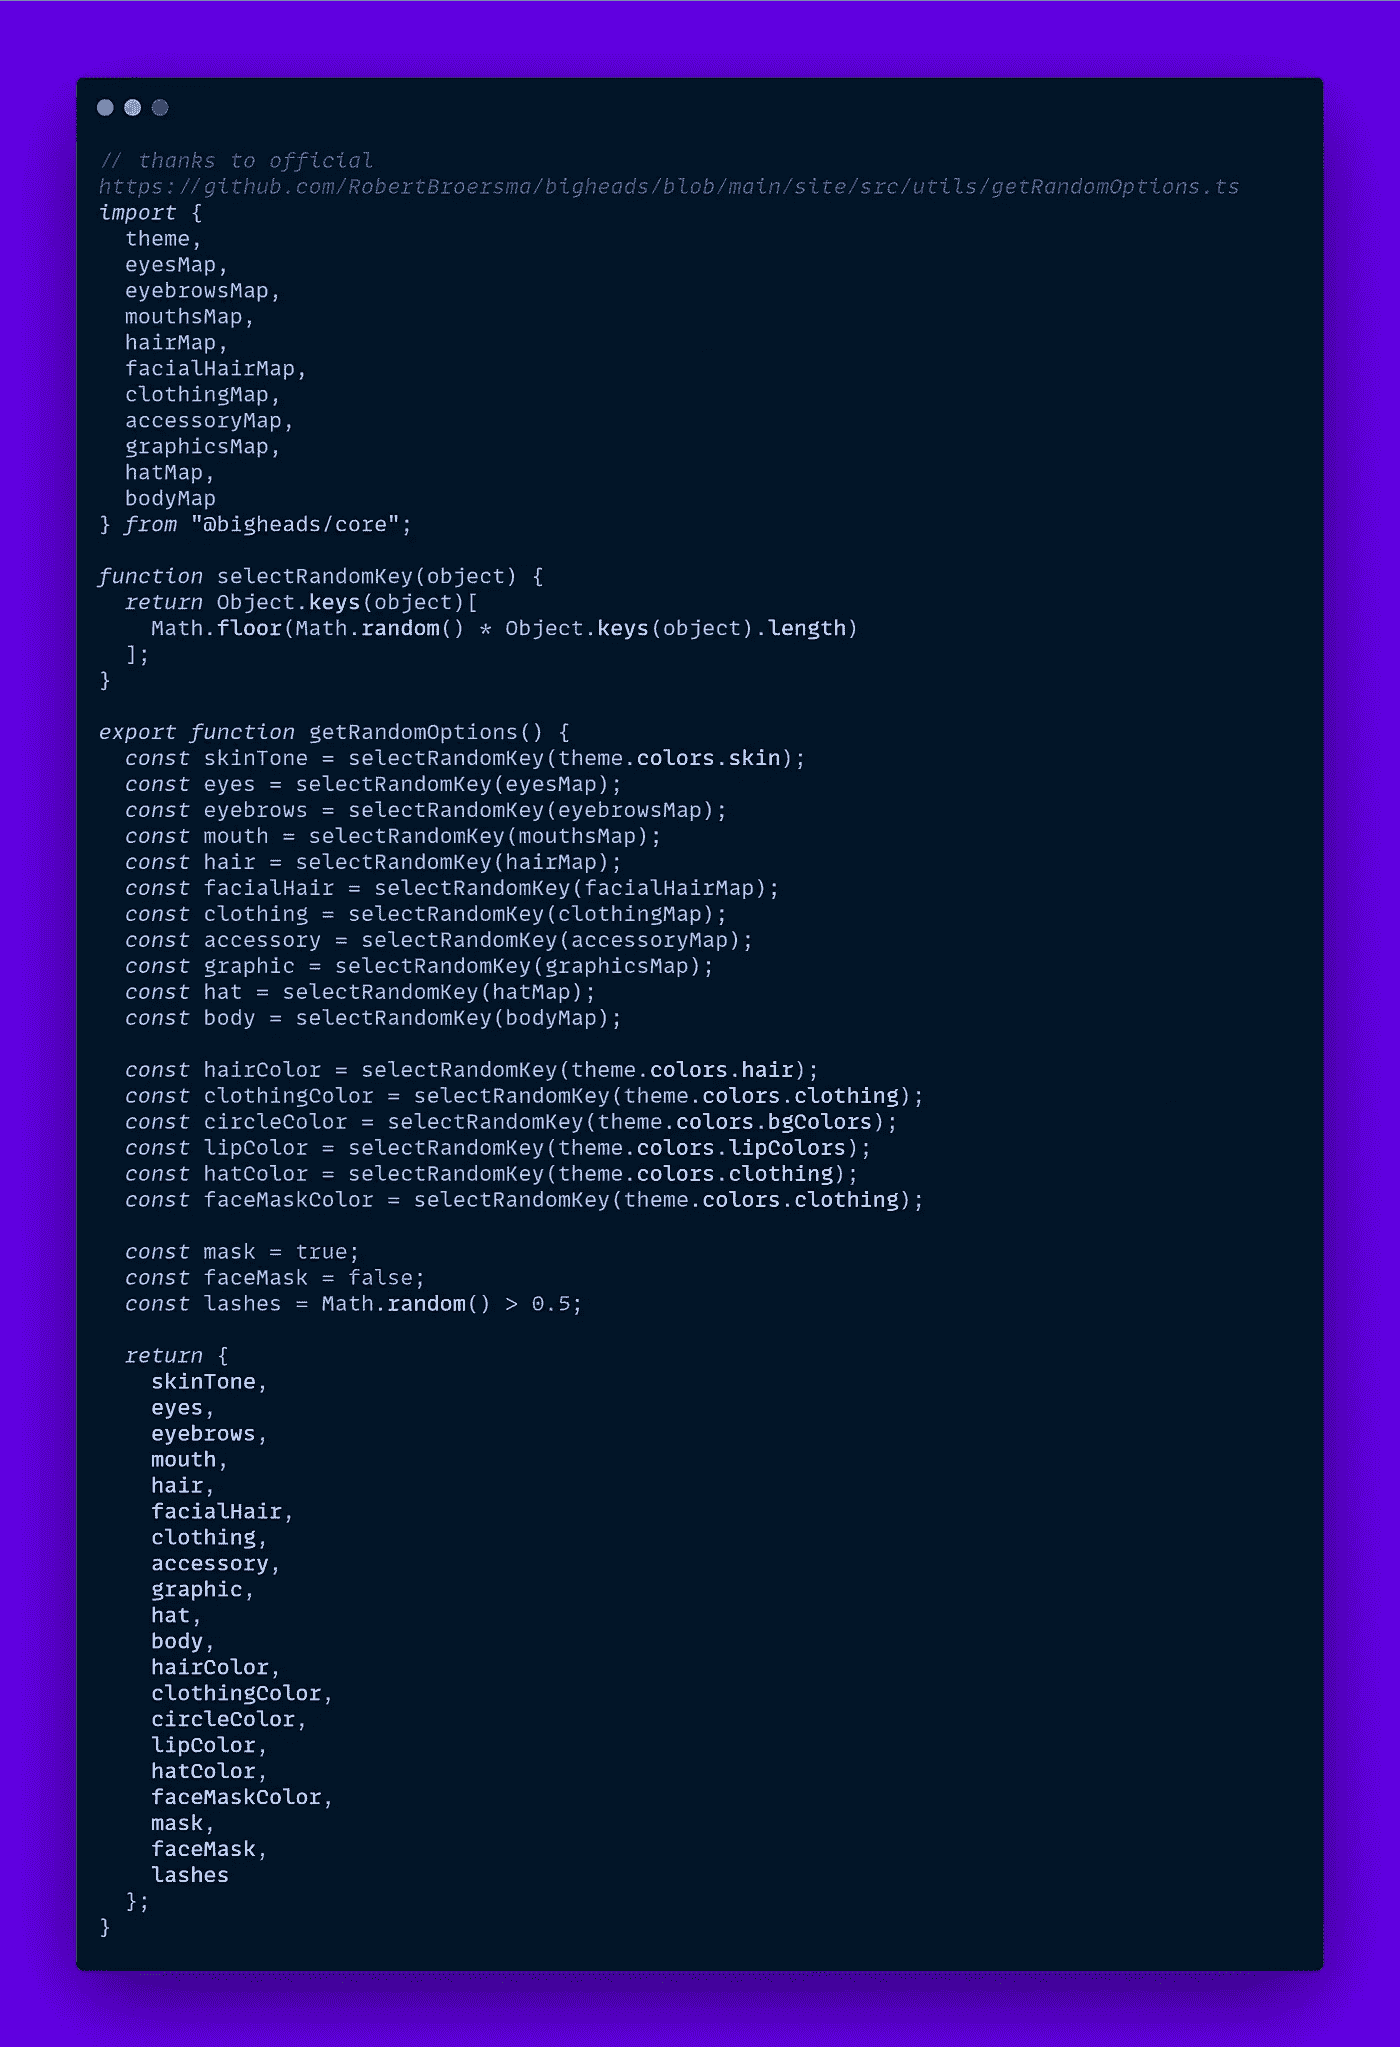 // thanks to official
https://github.com/RobertBroersma/bigheads/blob/main/site/src/utils/getRandomOptions.ts
import {
  theme,
  eyesMap,
  eyebrowsMap,
  mouthsMap,
  hairMap,
  facialHairMap,
  clothingMap,
  accessoryMap,
  graphicsMap,
  hatMap,
  bodyMap
} from "@bigheads/core";

function selectRandomKey(object) {
  return Object.keys(object)[
    Math.floor(Math.random() * Object.keys(object).length)
  ];
}

export function getRandomOptions() {
  const skinTone = selectRandomKey(theme.colors.skin);
  const eyes = selectRandomKey(eyesMap);
  const eyebrows = selectRandomKey(eyebrowsMap);
  const mouth = selectRandomKey(mouthsMap);
  const hair = selectRandomKey(hairMap);
  const facialHair = selectRandomKey(facialHairMap);
  const clothing = selectRandomKey(clothingMap);
  const accessory = selectRandomKey(accessoryMap);
  const graphic = selectRandomKey(graphicsMap);
  const hat = selectRandomKey(hatMap);
  const body = selectRandomKey(bodyMap);

  const hairColor = selectRandomKey(theme.colors.hair);
  const clothingColor = selectRandomKey(theme.colors.clothing);
  const circleColor = selectRandomKey(theme.colors.bgColors);
  const lipColor = selectRandomKey(theme.colors.lipColors);
  const hatColor = selectRandomKey(theme.colors.clothing);
  const faceMaskColor = selectRandomKey(theme.colors.clothing);

  const mask = true;
  const faceMask = false;
  const lashes = Math.random() > 0.5;

  return {
    skinTone,
    eyes,
    eyebrows,
    mouth,
    hair,
    facialHair,
    clothing,
    accessory,
    graphic,
    hat,
    body,
    hairColor,
    clothingColor,
    circleColor,
    lipColor,
    hatColor,
    faceMaskColor,
    mask,
    faceMask,
    lashes
  };
}